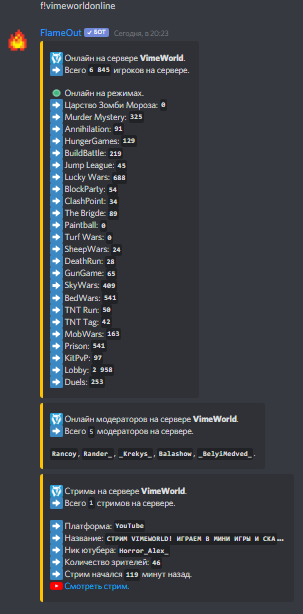 f!vimeworldonline
FlameOut ✓ БОТ Сегодня, в 20:23
Онлайн на сервере VimeWorld.
Всего 6 845 игроков на сервере.
Онлайн на режимах.
Царство Зомби Мороза: 0
Murder Mystery: 325
Annihilation: 91
HungerGames: 129
BuildBattle: 219
Jump League: 45
Lucky Wars: 688
BlockParty: 54
ClashPoint: 34
The Brigde: 89
Paintball: 0
Turf Wars: 0
SheepWars: 24
DeathRun: 28
GunGame: 65
SkyWars: 409
BedWars: 541
TNT Run: 50
TNT Tag: 42
MobWars: 163
Prison: 541
KitPvP: 97
Lobby: 2 958
Duels: 253
Онлайн модераторов на сервере VimeWorld.
Всего 5 модераторов на сервере.
Rancoy, Rander_, _Krekys_, Balashow, _BelyiMedved_.
Стримы на сервере VimeWorld.
Всего 1 стримов на сервере.
Платформа: YouTube
Название: СТРИМ VIMEWORLD! ИГРАЕМ В МИНИ ИГРЫ И СКА...
Ник ютубера: Horror_Alex_
Количество зрителей: 46
Стрим начался 119 минут назад.
Смотреть стрим.